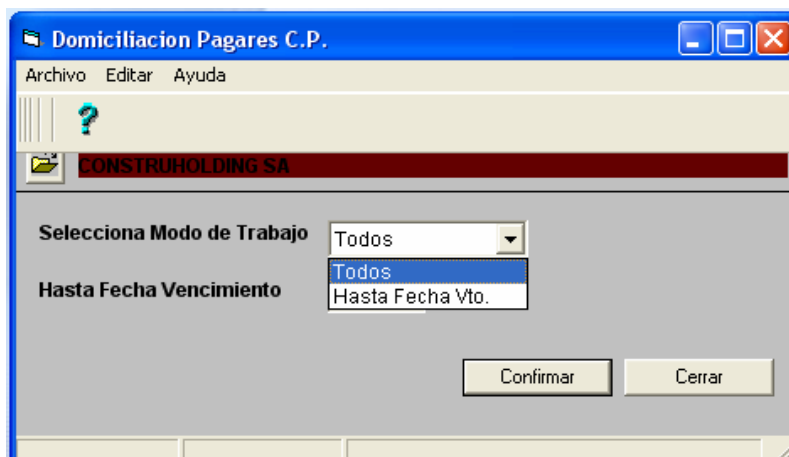 Domiciliacion Pagares C.P.
Archivo Editar Ayuda
?
CONSTRUHOLDING SA
Selecciona Modo de Trabajo Todos
Todos
Hasta Fecha Vencimiento Hasta Fecha Vto.
Confirmar Cerrar